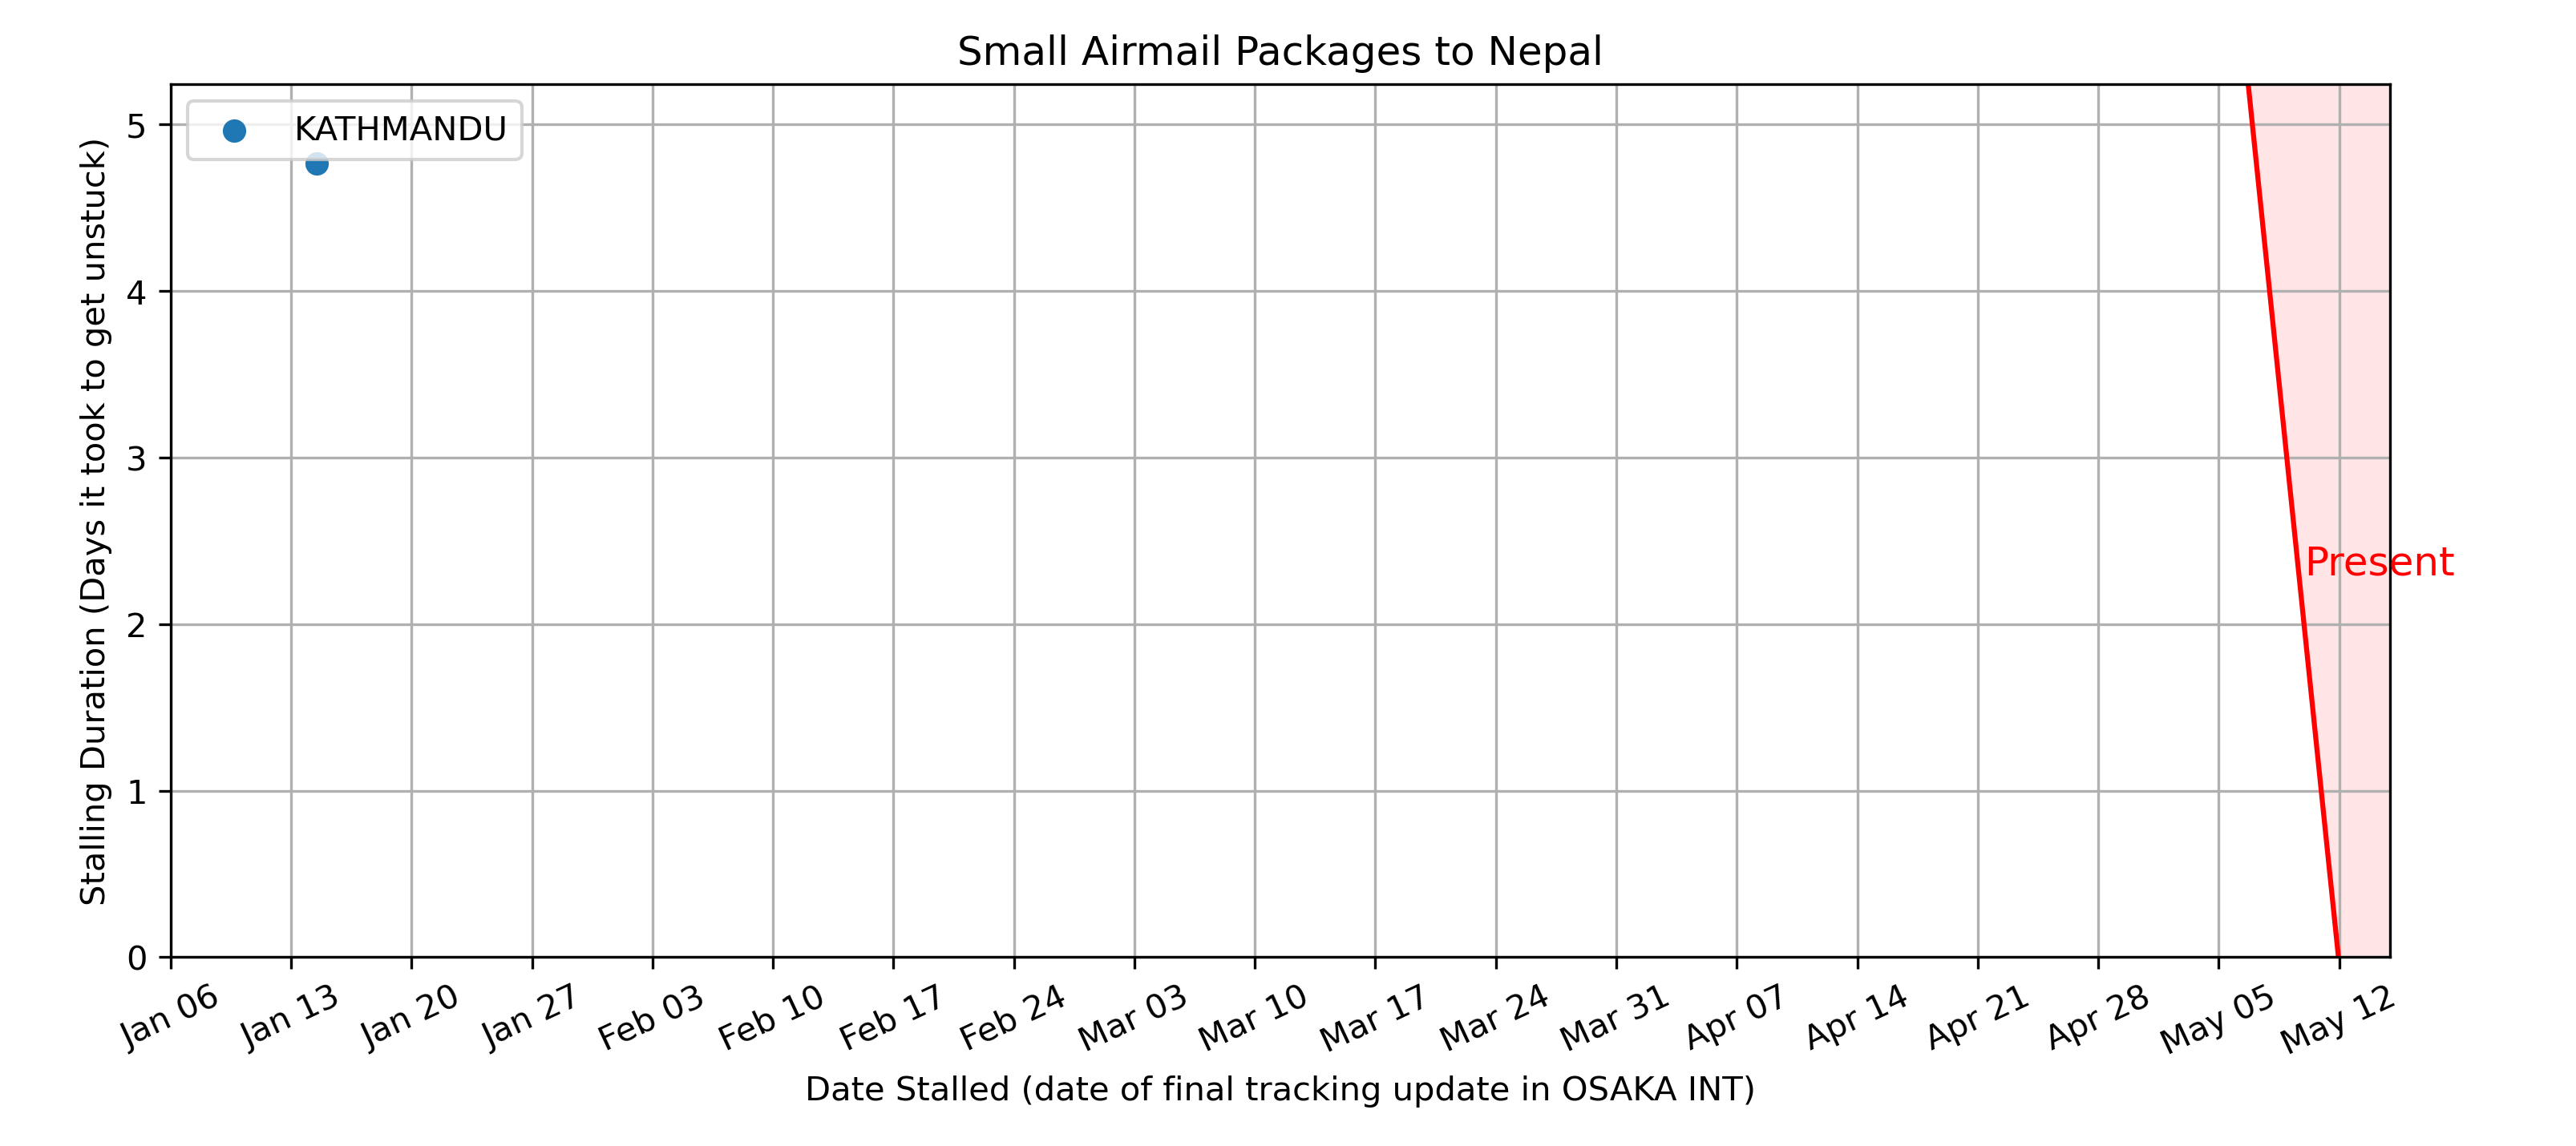 Small Airmail Packages to Nepal
KATHMANDU
5
4
3
2
1
0
Stalling Duration (Days it took to get unstuck)
Present
Jan 06
Jan 13
Jan 20
Jan 27
Feb 03
Feb 10
Feb 17
Feb 24
Mar 03
Mar 10
Mar 17
Mar 24
Mar 31
Apr 07
Apr 14
Apr 21
Apr 28
May 05
May 12
Date Stalled (date of final tracking update in OSAKA INT)